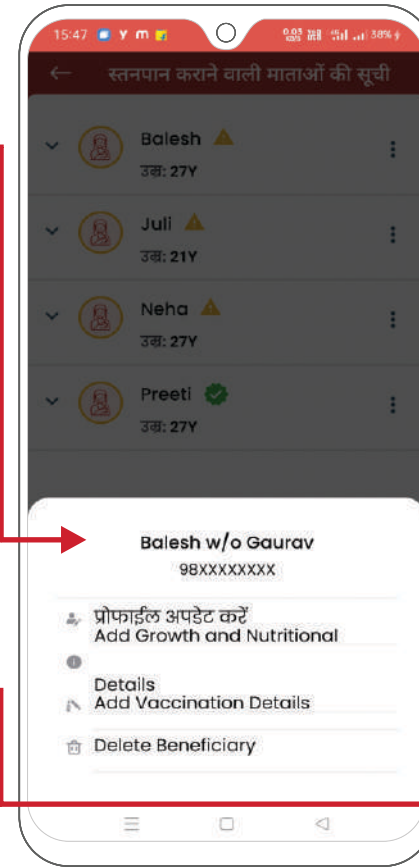 15:47 Y m 38%
स्तनपान कराने वाली माताओं की सूची
Balesh
उम्र: 27Y
Juli
उम्र: 21Y
Neha
उम्र: 27Y
Preeti
उम्र: 27Y
Balesh w/o Gaurav
98XXXXXXXX
प्रोफाईल अपडेट करें
Add Growth and Nutritional
Details
Add Vaccination Details
Delete Beneficiary